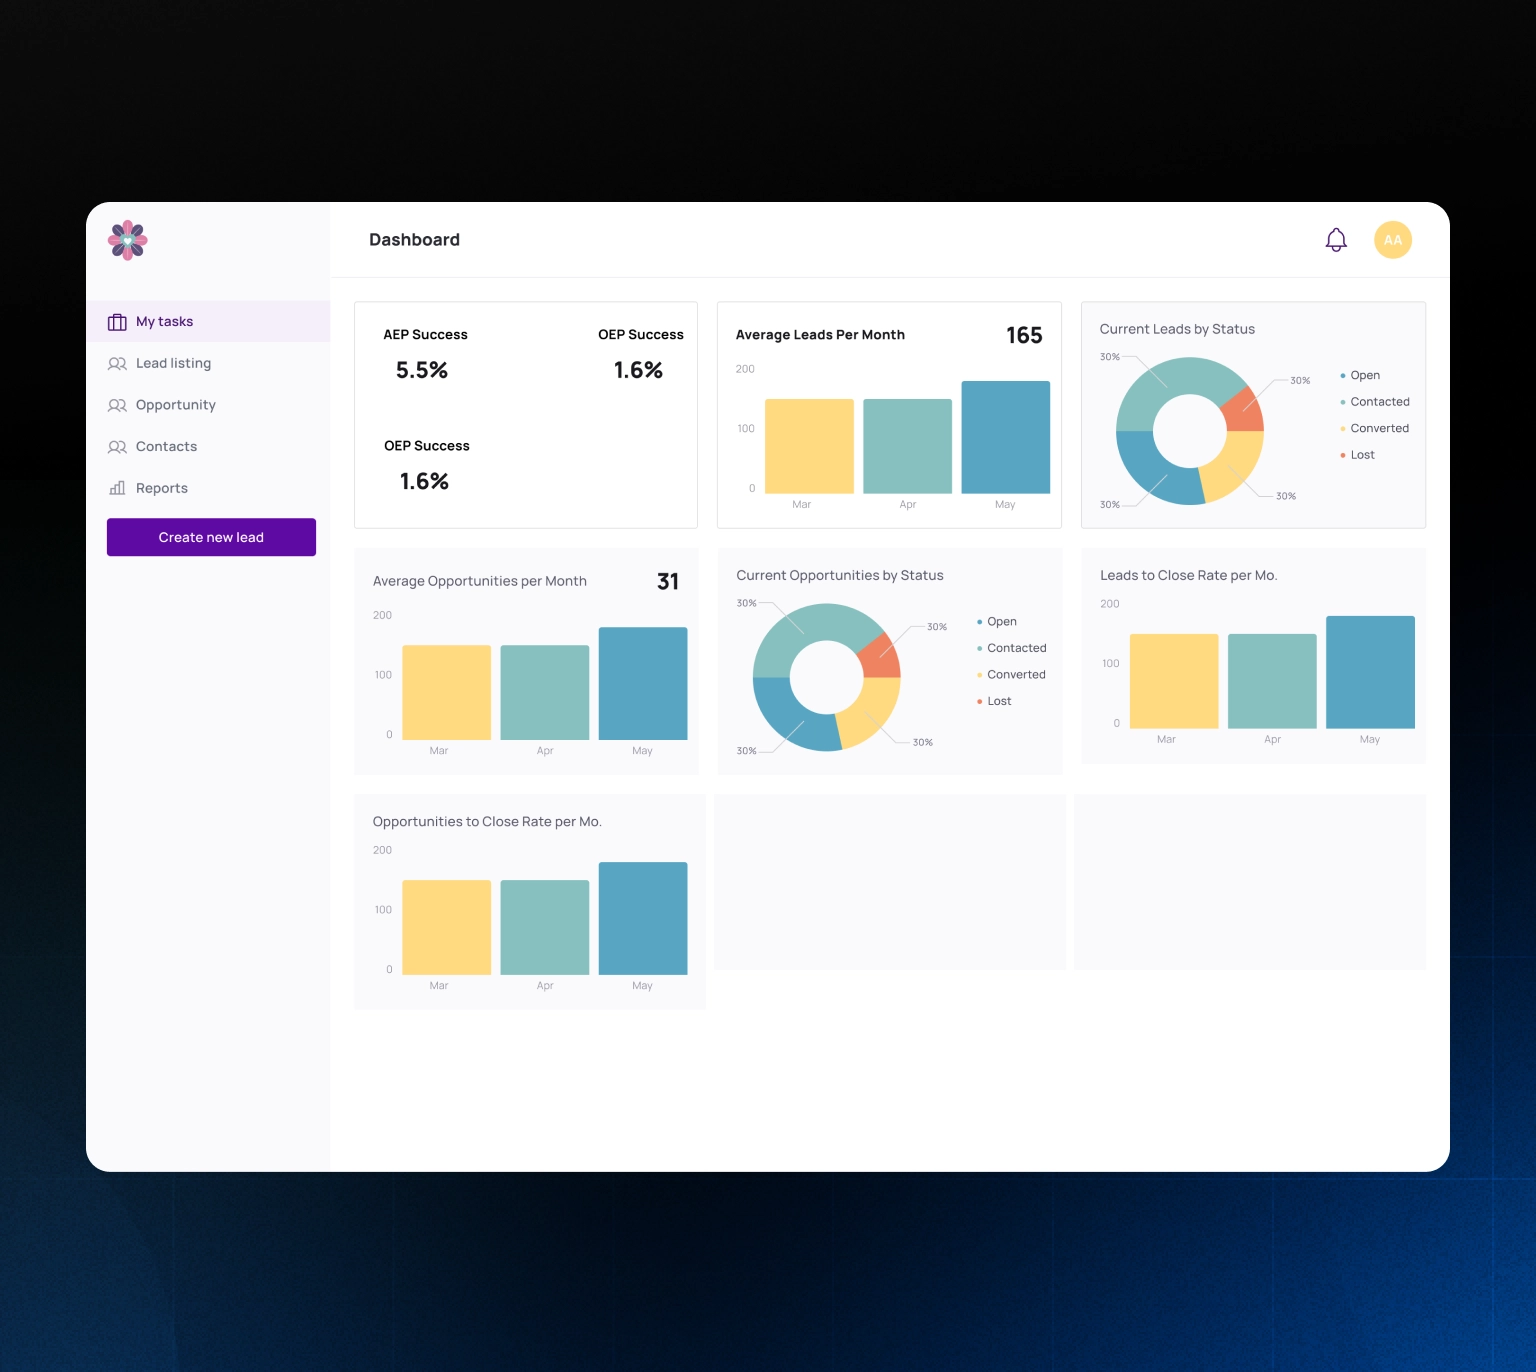 Dashboard
AA
My tasks
Lead listing
Opportunity
Contacts
Reports
Create new lead
AEP Success
5.5%
OEP Success
1.6%
OEP Success
1.6%
Average Leads Per Month
165
200
100
0
Mar
Apr
May
Current Leads by Status
30%
30%
30%
30%
Open
Contacted
Converted
Lost
Average Opportunities per Month
31
200
100
0
Mar
Apr
May
Current Opportunities by Status
30%
30%
30%
30%
Open
Contacted
Converted
Lost
Leads to Close Rate per Mo.
200
100
0
Mar
Apr
May
Opportunities to Close Rate per Mo.
200
100
0
Mar
Apr
May